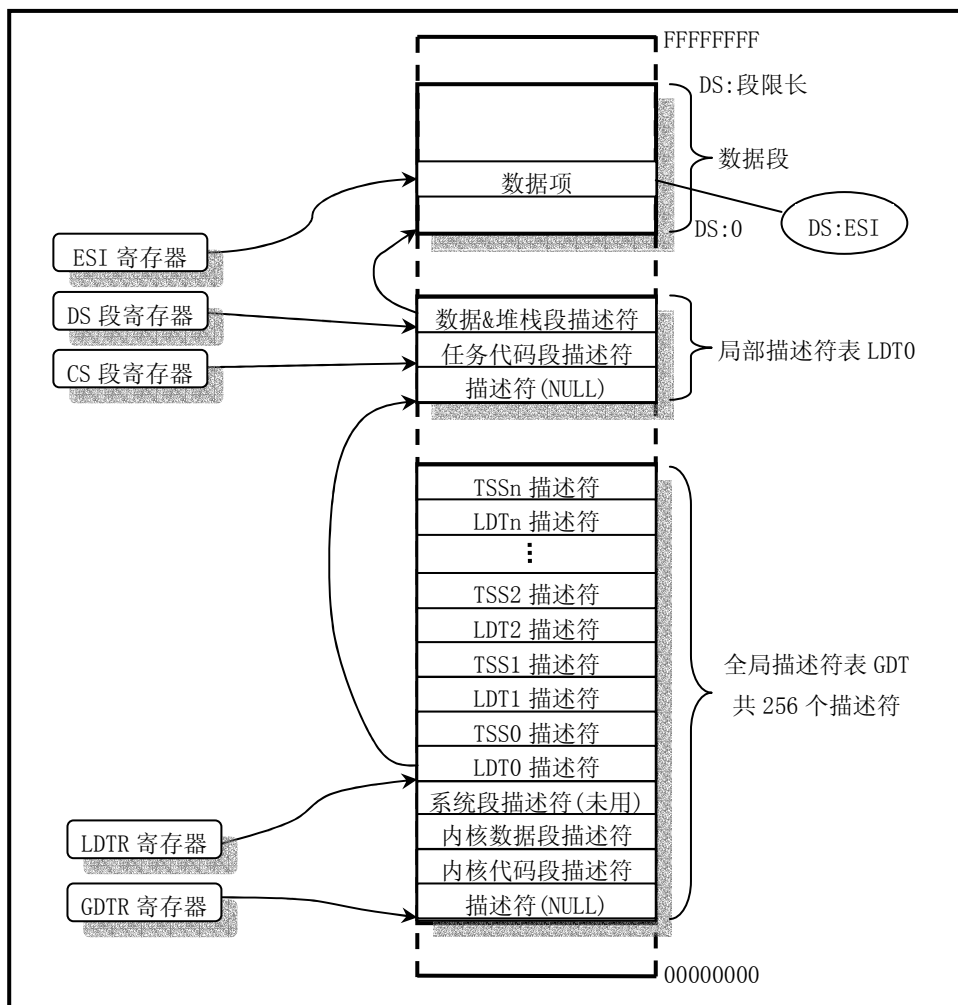 FFFFFFFF
DS:段限长
数据段
数据项
DS:0
DS:ESI
ESI 寄存器
DS 段寄存器
CS 段寄存器
数据&堆栈段描述符
任务代码段描述符
描述符(NULL)
局部描述符表 LDT0
TSSn 描述符
LDTn 描述符
⋮
TSS2 描述符
LDT2 描述符
TSS1 描述符
LDT1 描述符
TSS0 描述符
LDT0 描述符
系统段描述符(未用)
内核数据段描述符
内核代码段描述符
描述符(NULL)
全局描述符表 GDT
共 256 个描述符
LDTR 寄存器
GDTR 寄存器
00000000